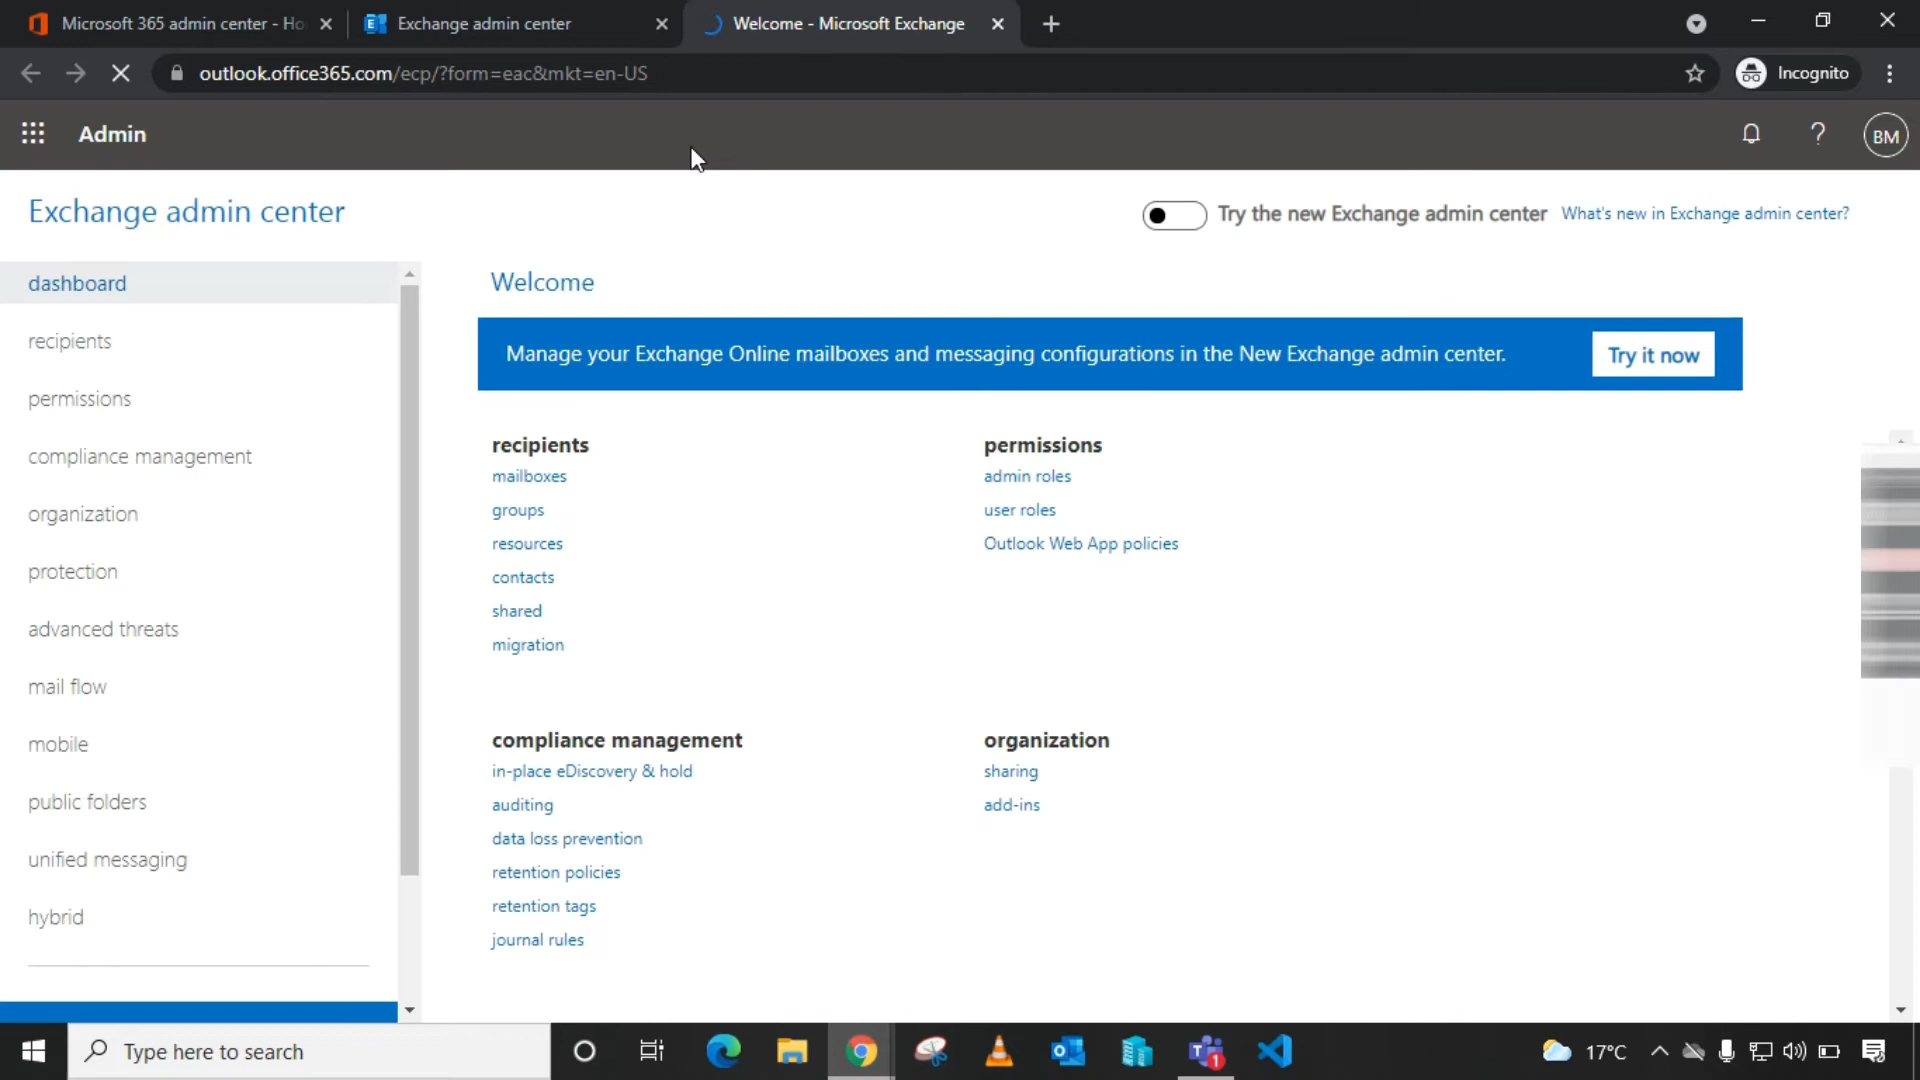 Microsoft 365 admin center - Ho
Exchange admin center
Welcome - Microsoft Exchange
outlook.office365.com/ecp/?form=eac&mkt=en-US
Incognito
Admin
BM
Exchange admin center
Try the new Exchange admin center
What's new in Exchange admin center?
dashboard
recipients
permissions
compliance management
organization
protection
advanced threats
mail flow
mobile
public folders
unified messaging
hybrid
Welcome
Manage your Exchange Online mailboxes and messaging configurations in the New Exchange admin center.
Try it now
recipients
mailboxes
groups
resources
contacts
shared
migration
permissions
admin roles
user roles
Outlook Web App policies
compliance management
in-place eDiscovery & hold
auditing
data loss prevention
retention policies
retention tags
journal rules
organization
sharing
add-ins
Type here to search
1
17°C